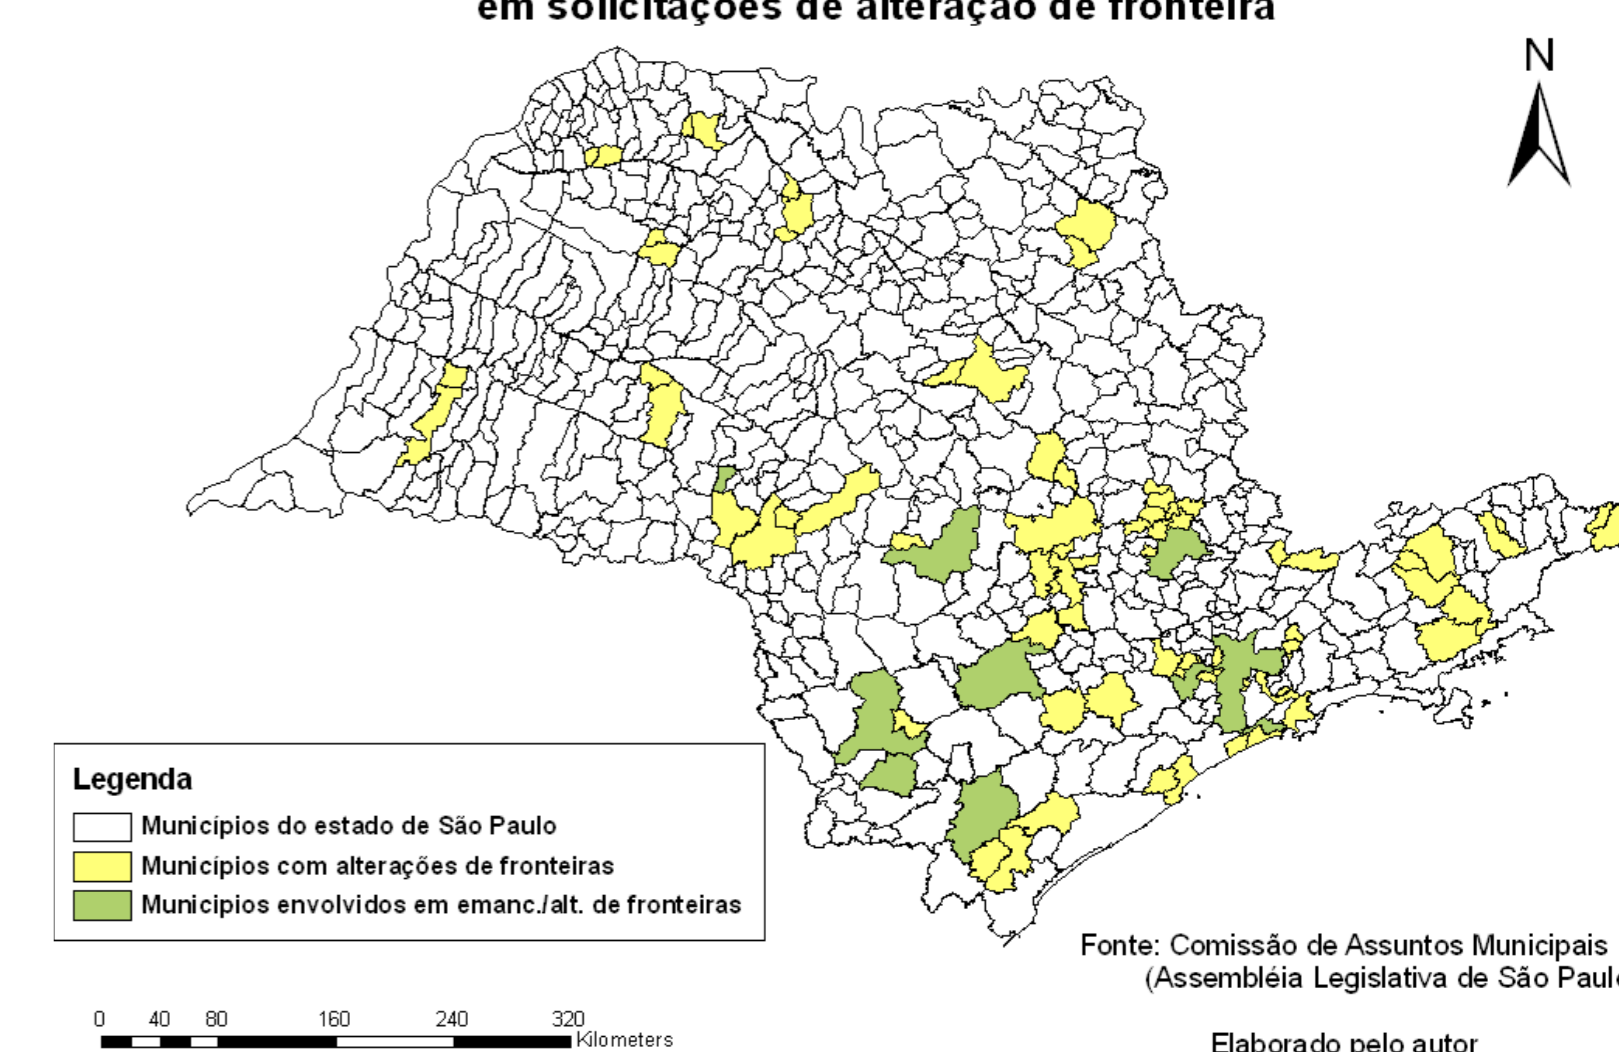 em solicitações de alteração de fronteira
N
Legenda
Municípios do estado de São Paulo
Municípios com alterações de fronteiras
Municipios envolvidos em emanc./alt. de fronteiras
Fonte: Comissão de Assuntos Municipais
(Assembléia Legislativa de São Paulo
0 40 80 160 240 320
Kilometers
Elaborado pelo autor